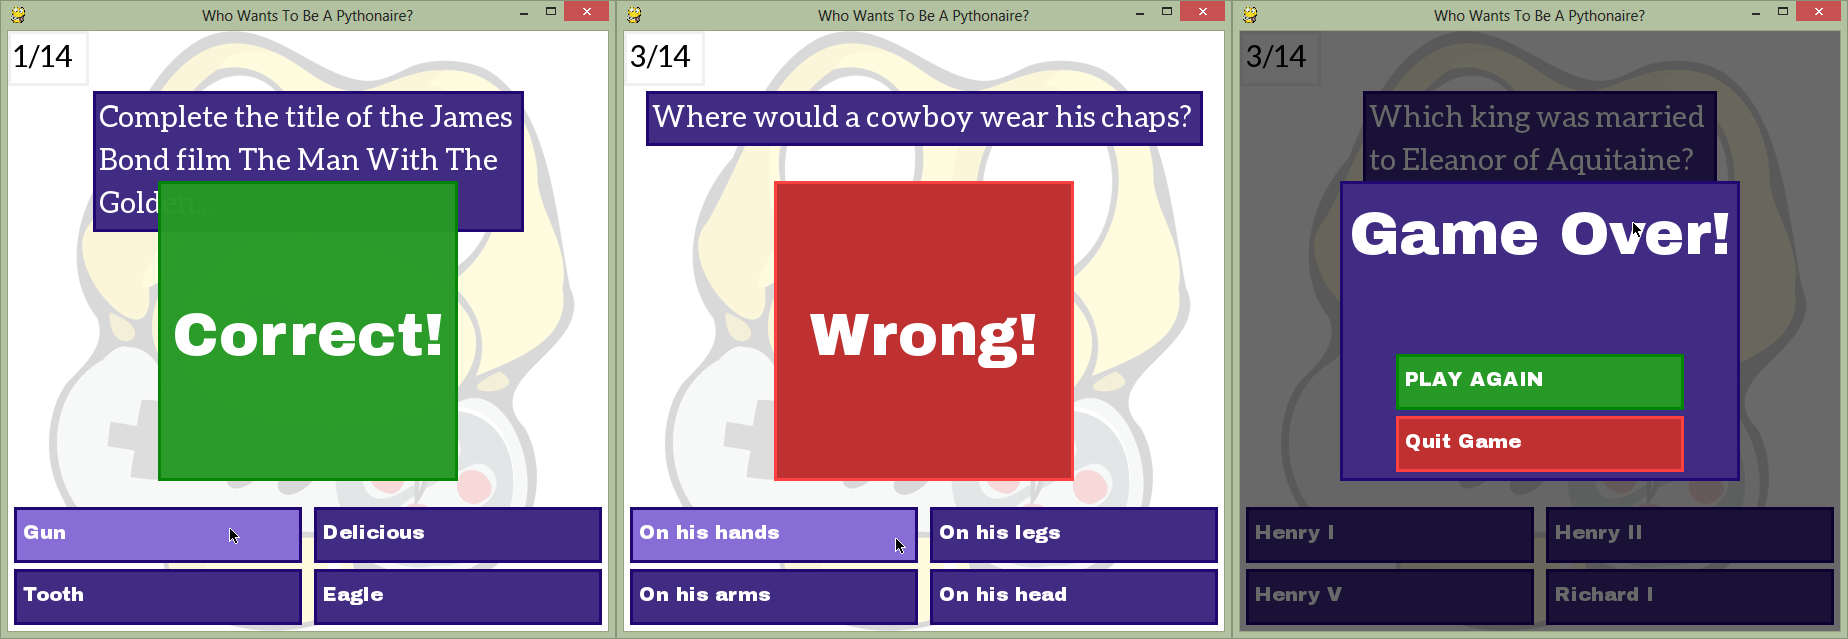 Who Wants To Be A Pythonaire?
1/14
Complete the title of the James
Bond film The Man With The
Golden...
Correct!
Gun
Delicious
Tooth
Eagle
Who Wants To Be A Pythonaire?
3/14
Where would a cowboy wear his chaps?
Wrong!
On his hands
On his legs
On his arms
On his head
Who Wants To Be A Pythonaire?
3/14
Which king was married
to Eleanor of Aquitaine?
Game Over!
PLAY AGAIN
Quit Game
Henry I
Henry II
Henry V
Richard I